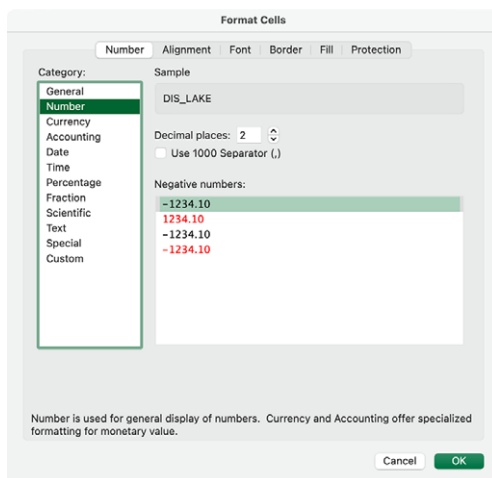 Format Cells
Number Alignment Font Border Fill Protection
Category:
General
Number
Currency
Accounting
Date
Time
Percentage
Fraction
Scientific
Text
Special
Custom
Sample
DIS_LAKE
Decimal places: 2
Use 1000 Separator (,)
Negative numbers:
-1234.10
1234.10
-1234.10
-1234.10
Number is used for general display of numbers. Currency and Accounting offer specialized
formatting for monetary value.
Cancel OK